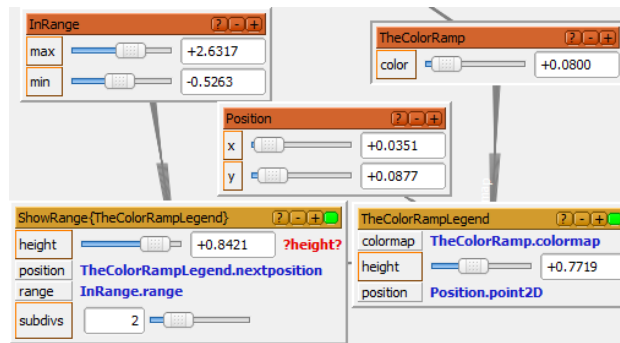 InRange ? - +
max +2.6317
min -0.5263
TheColorRamp ? - +
color +0.0800
Position ? - +
x +0.0351
y +0.0877
ShowRange{TheColorRampLegend} ? - +
height +0.8421 ?height?
position TheColorRampLegend.nextposition
range InRange.range
subdivs 2
TheColorRampLegend ? - +
colormap TheColorRamp.colormap
height +0.7719
position Position.point2D